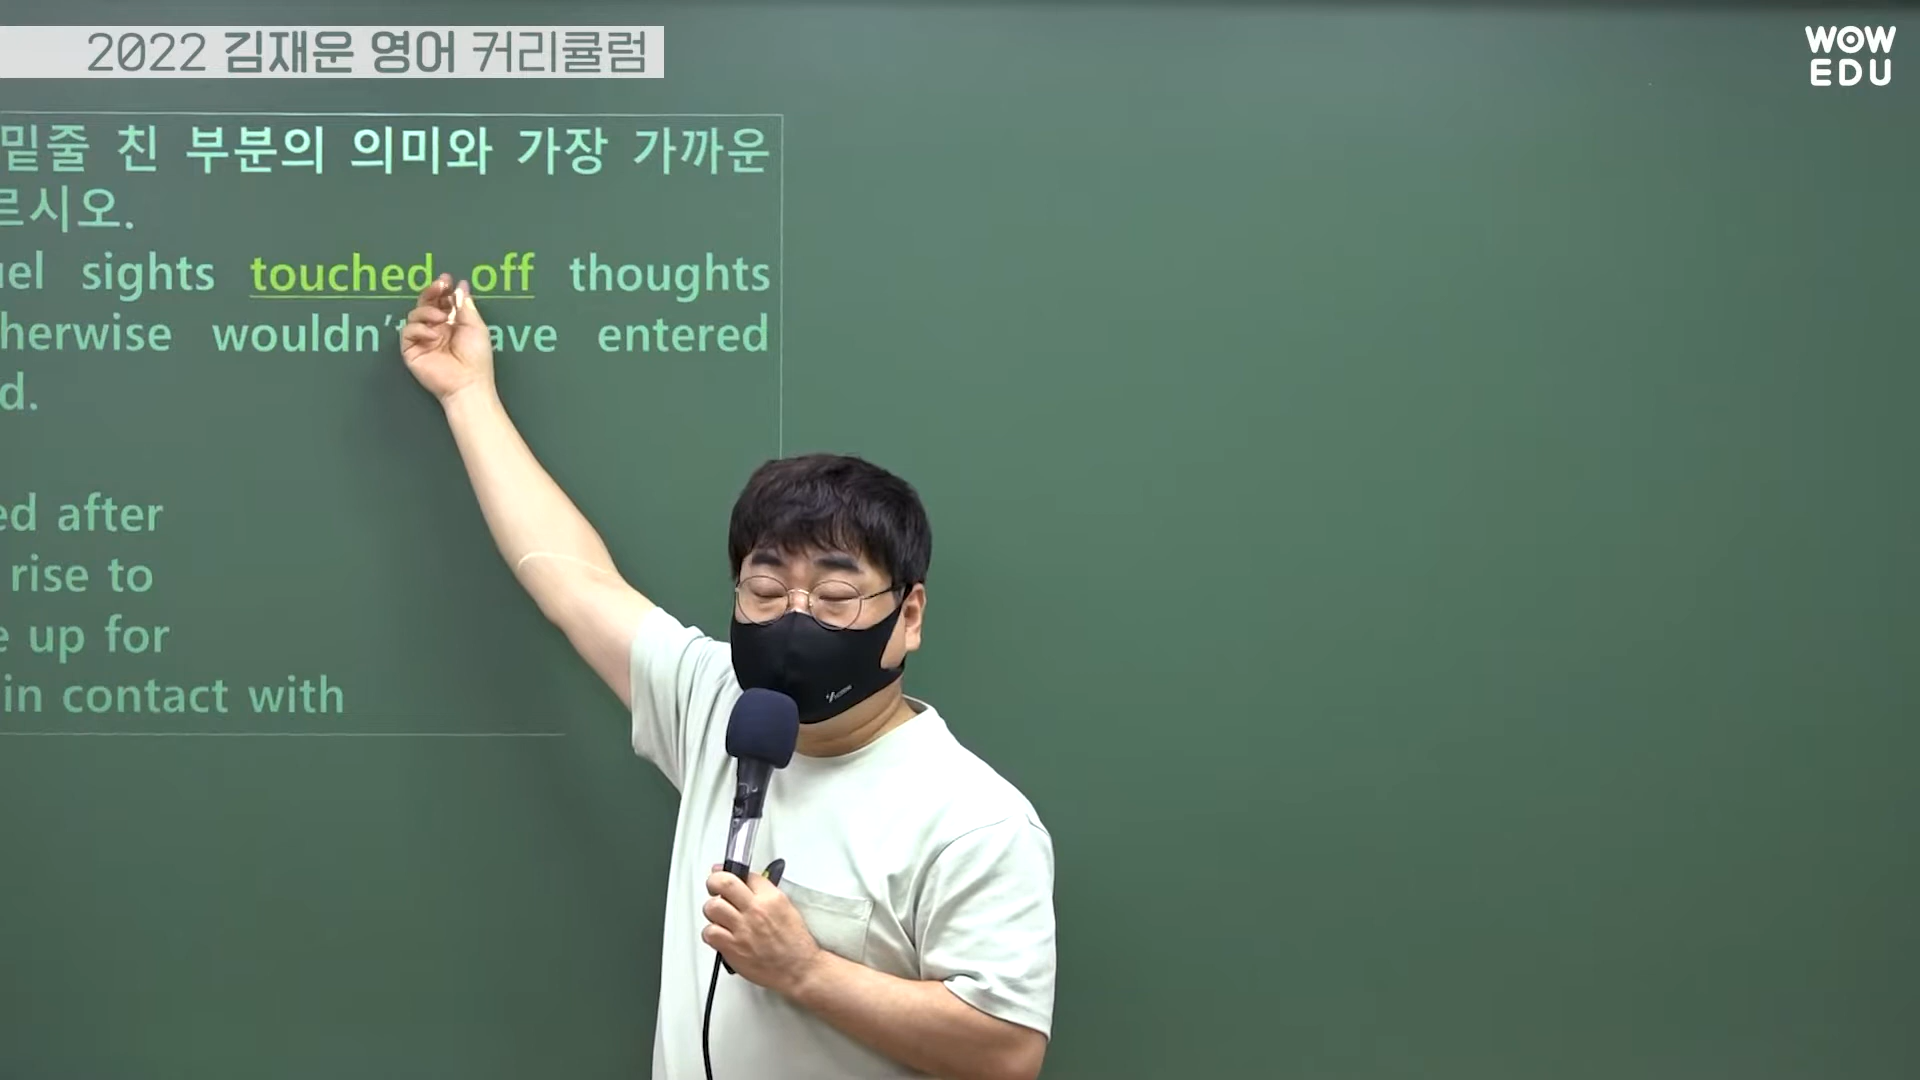 2022 김재운 영어 커리큘럼
WOW
EDU
밑줄 친 부분의 의미와 가장 가까운
르시오.
sights touched off thoughts
herwise wouldn't ave entered
d.
ed after
rise to
e up for
in contact with